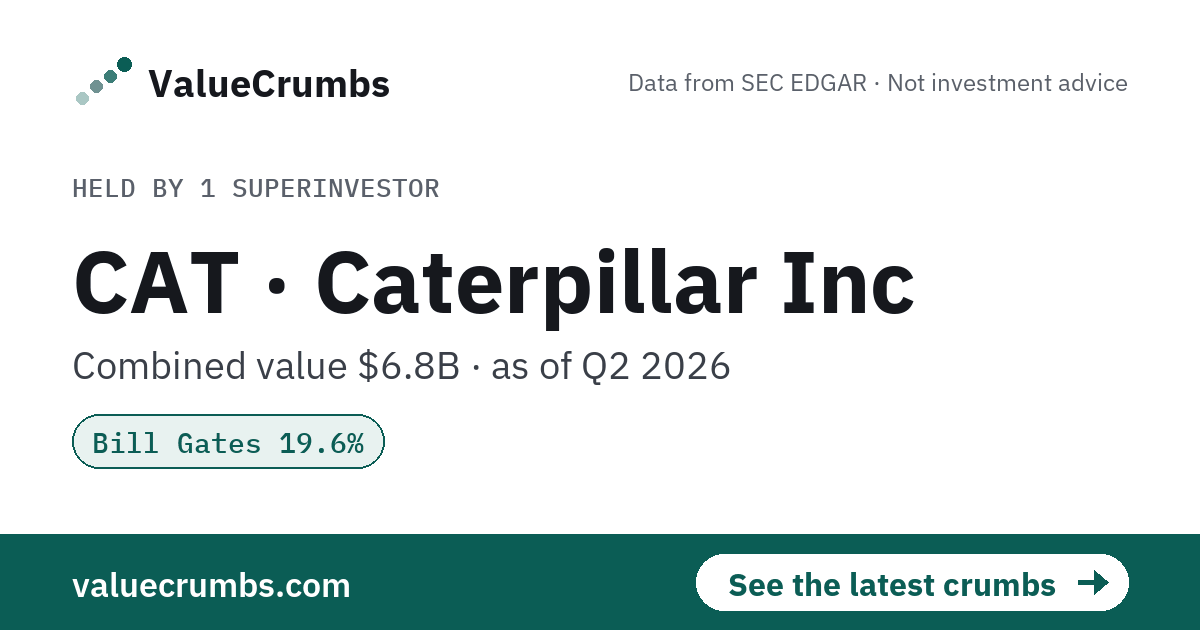 ValueCrumbs
Data from SEC EDGAR · Not investment advice
HELD BY 1 SUPERINVESTOR
CAT · Caterpillar Inc
Combined value $6.8B · as of Q2 2026
Bill Gates 19.6%
valuecrumbs.com
See the latest crumbs →